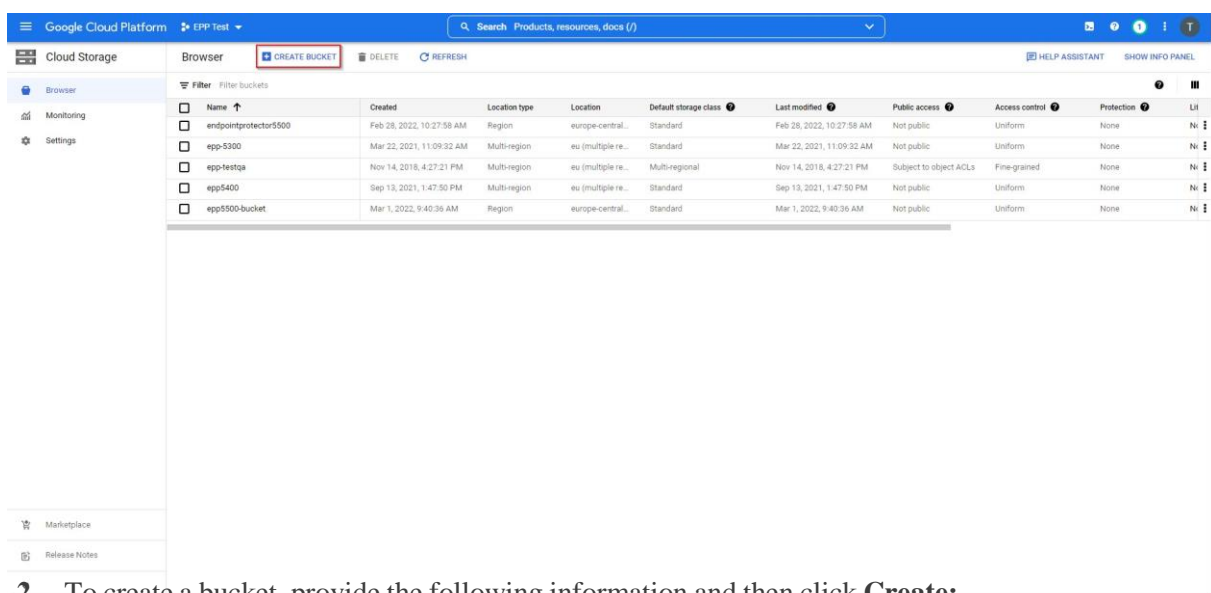 Google Cloud Platform EPP Test Search Products, resources, docs (/) 1 T
Cloud Storage Browser CREATE BUCKET DELETE REFRESH HELP ASSISTANT SHOW INFO PANEL
Browser
Monitoring
Settings
Filter Filter buckets
Name Created Location type Location Default storage class Last modified Public access Access control Protection
endpointprotector5500 Feb 28, 2022, 10:27:58 AM Region europe-central... Standard Feb 28, 2022, 10:27:58 AM Not public Uniform None
epp-5300 Mar 22, 2021, 11:09:32 AM Multi-region eu (multiple re... Standard Mar 22, 2021, 11:09:32 AM Not public Uniform None
epp-testqa Nov 14, 2018, 4:27:21 PM Multi-region eu (multiple re... Multi-regional Nov 14, 2018, 4:27:21 PM Subject to object ACLs Fine-grained None
epp5400 Sep 13, 2021, 1:47:50 PM Multi-region eu (multiple re... Standard Sep 13, 2021, 1:47:50 PM Not public Uniform None
epp5500-bucket Mar 1, 2022, 9:40:36 AM Region europe-central... Standard Mar 1, 2022, 9:40:36 AM Not public Uniform None
Marketplace
Release Notes
2. To create a bucket, provide the following information and then click Create: